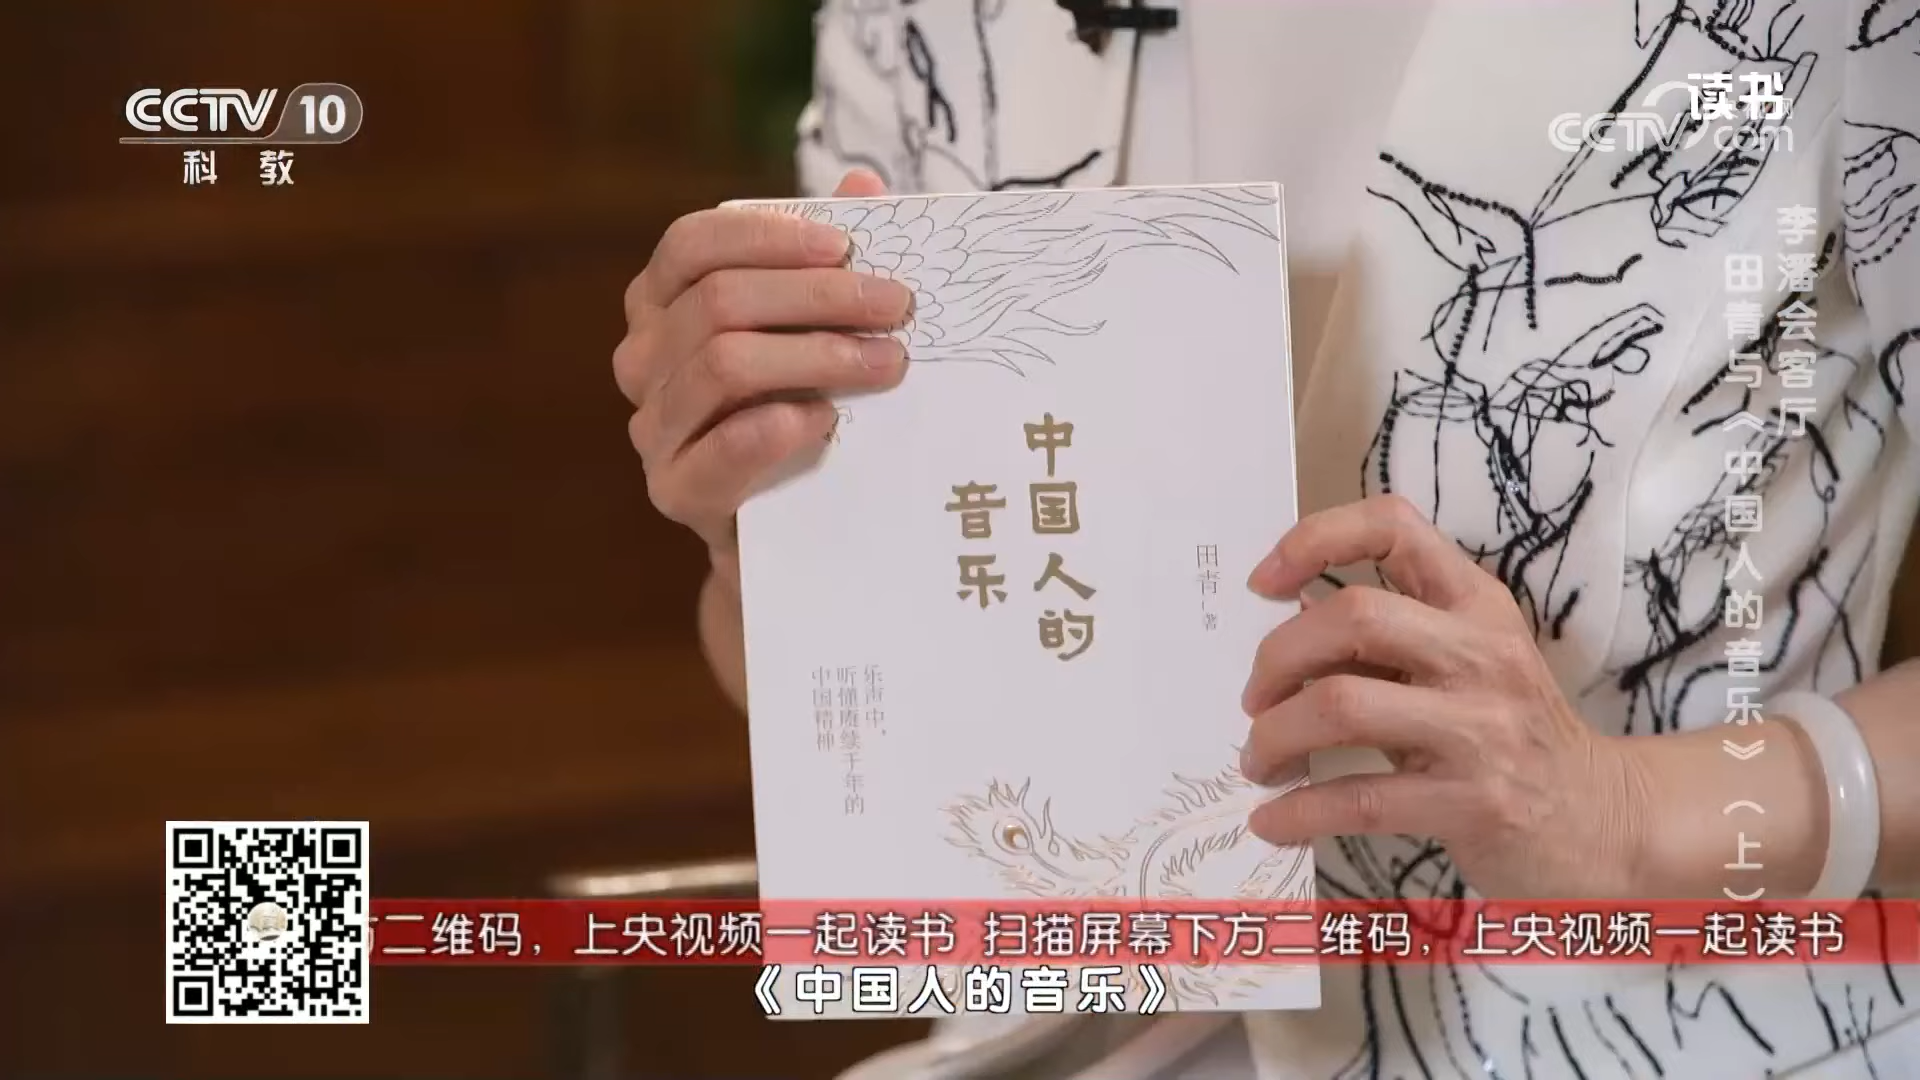 CCTV 10
科 教
读书
CCTV.com
李潘会客厅
田青与《中国人的音乐》（上）
中国人的
音乐
田青 著
乐声中，
听懂赓续千年的
中国精神
二维码，上央视频一起读书 扫描屏幕下方二维码，上央视频一起读书
《中国人的音乐》